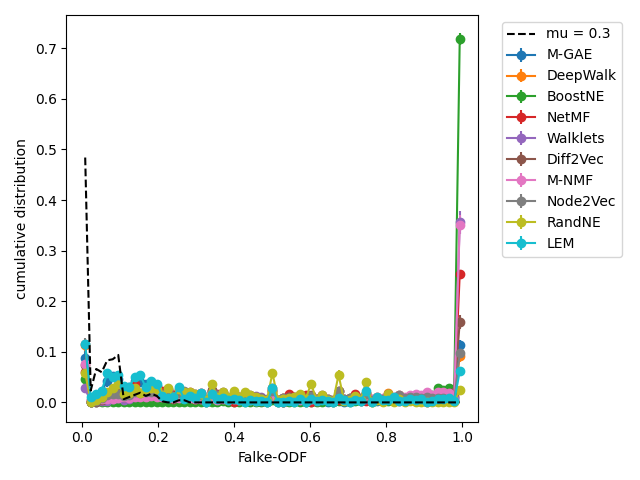 0.7
0.6
0.5
0.4
0.3
0.2
0.1
0.0
cumulative distribution
0.0 0.2 0.4 0.6 0.8 1.0
Falke-ODF
mu = 0.3
M-GAE
DeepWalk
BoostNE
NetMF
Walklets
Diff2Vec
M-NMF
Node2Vec
RandNE
LEM